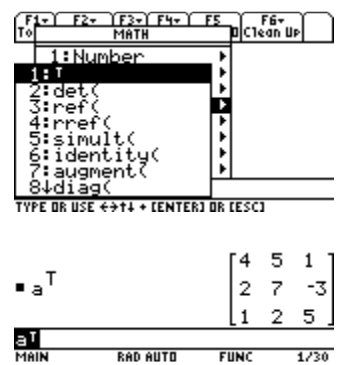 F1▾ F2▾ F3▾ F4▾ F5 F6▾
To MATH Clean Up
1:Number ▸
1:ᵀ
2:det(
3:ref(
4:rref(
5:simult(
6:identity(
7:augment(
8↓diag(
TYPE OR USE ←→↑↓ + [ENTER] OR [ESC]
4 5 1
▪ aᵀ 2 7 -3
1 2 5
aᵀ
MAIN RAD AUTO FUNC 1/30